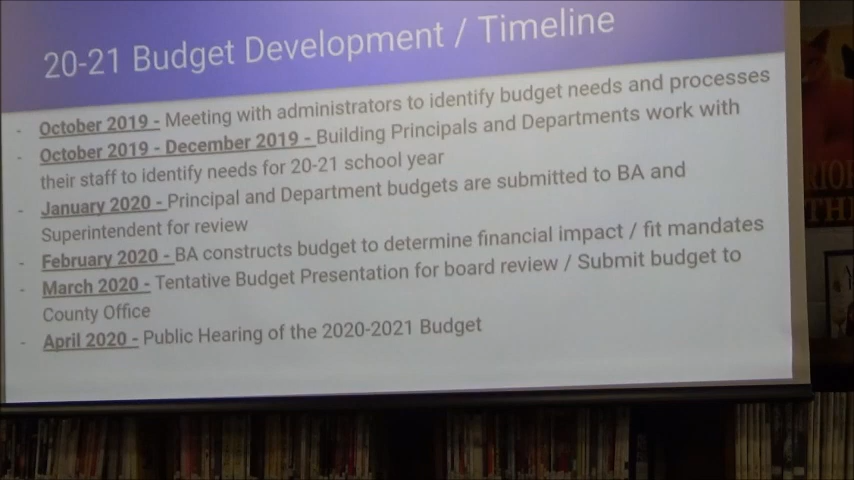 20-21 Budget Development / Timeline
- October 2019 - Meeting with administrators to identify budget needs and processes
- October 2019 - December 2019 - Building Principals and Departments work with
their staff to identify needs for 20-21 school year
- January 2020 - Principal and Department budgets are submitted to BA and
Superintendent for review
- February 2020 - BA constructs budget to determine financial impact / fit mandates
- March 2020 - Tentative Budget Presentation for board review / Submit budget to
County Office
- April 2020 - Public Hearing of the 2020-2021 Budget